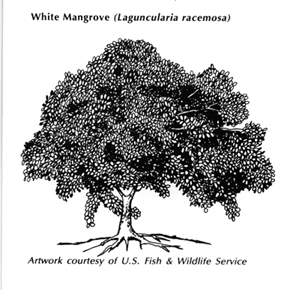 White Mangrove (Laguncularia racemosa)
Artwork courtesy of U.S. Fish & Wildlife Service